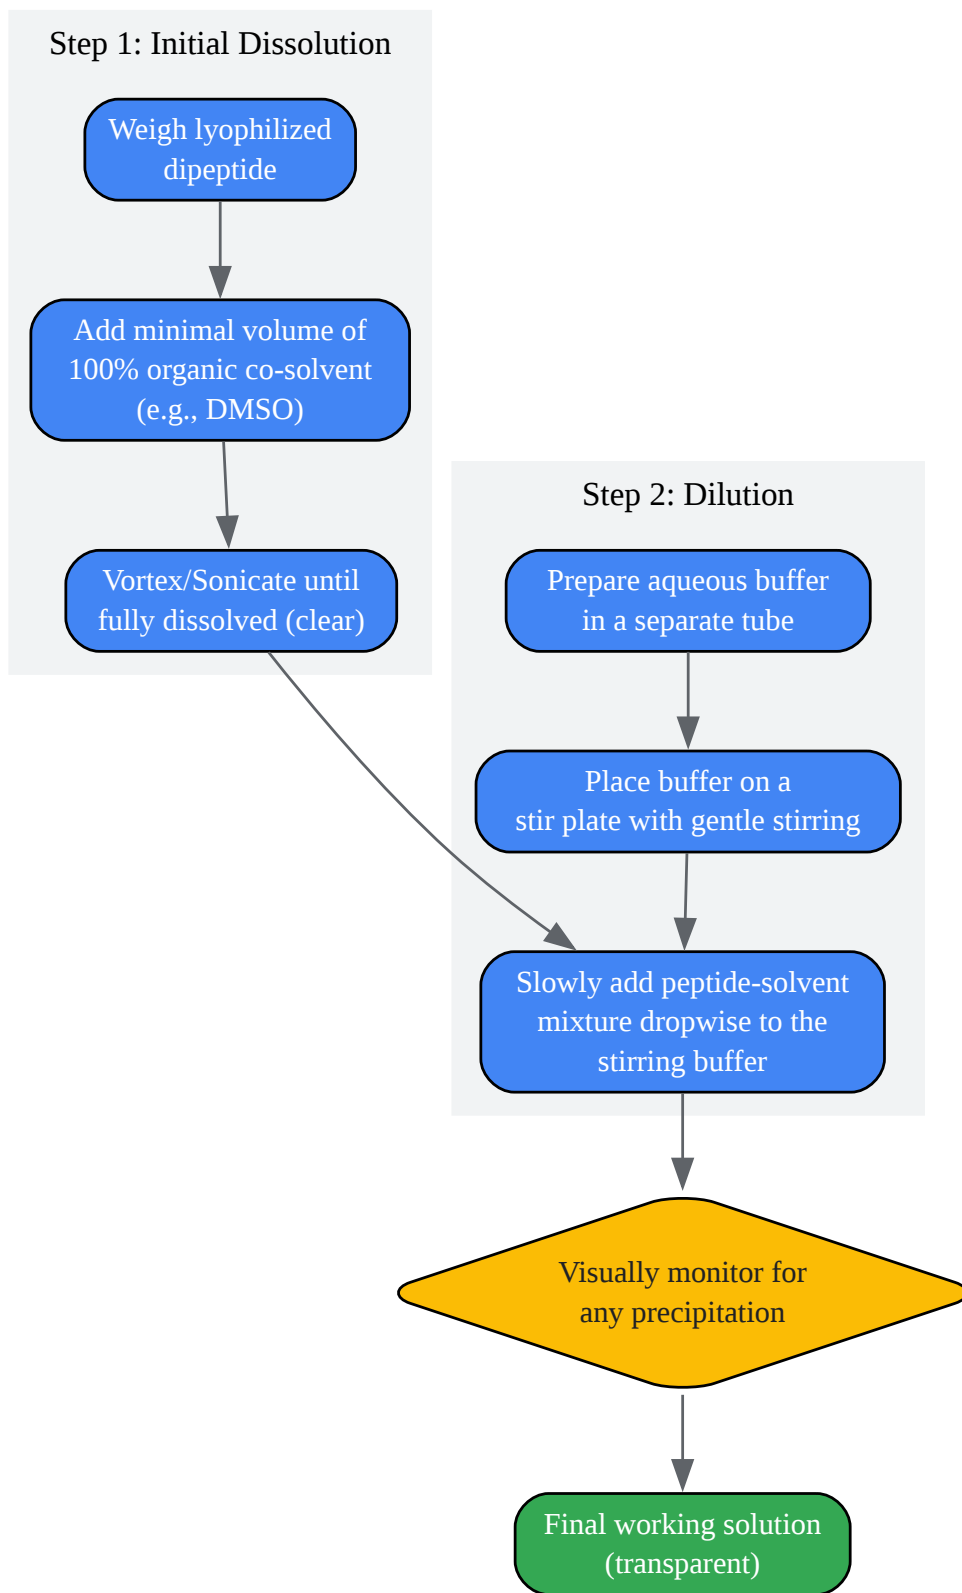 Step 1: Initial Dissolution
Weigh lyophilized
dipeptide
Add minimal volume of
100% organic co-solvent
(e.g., DMSO)
Vortex/Sonicate until
fully dissolved (clear)
Step 2: Dilution
Prepare aqueous buffer
in a separate tube
Place buffer on a
stir plate with gentle stirring
Slowly add peptide-solvent
mixture dropwise to the
stirring buffer
Visually monitor for
any precipitation
Final working solution
(transparent)